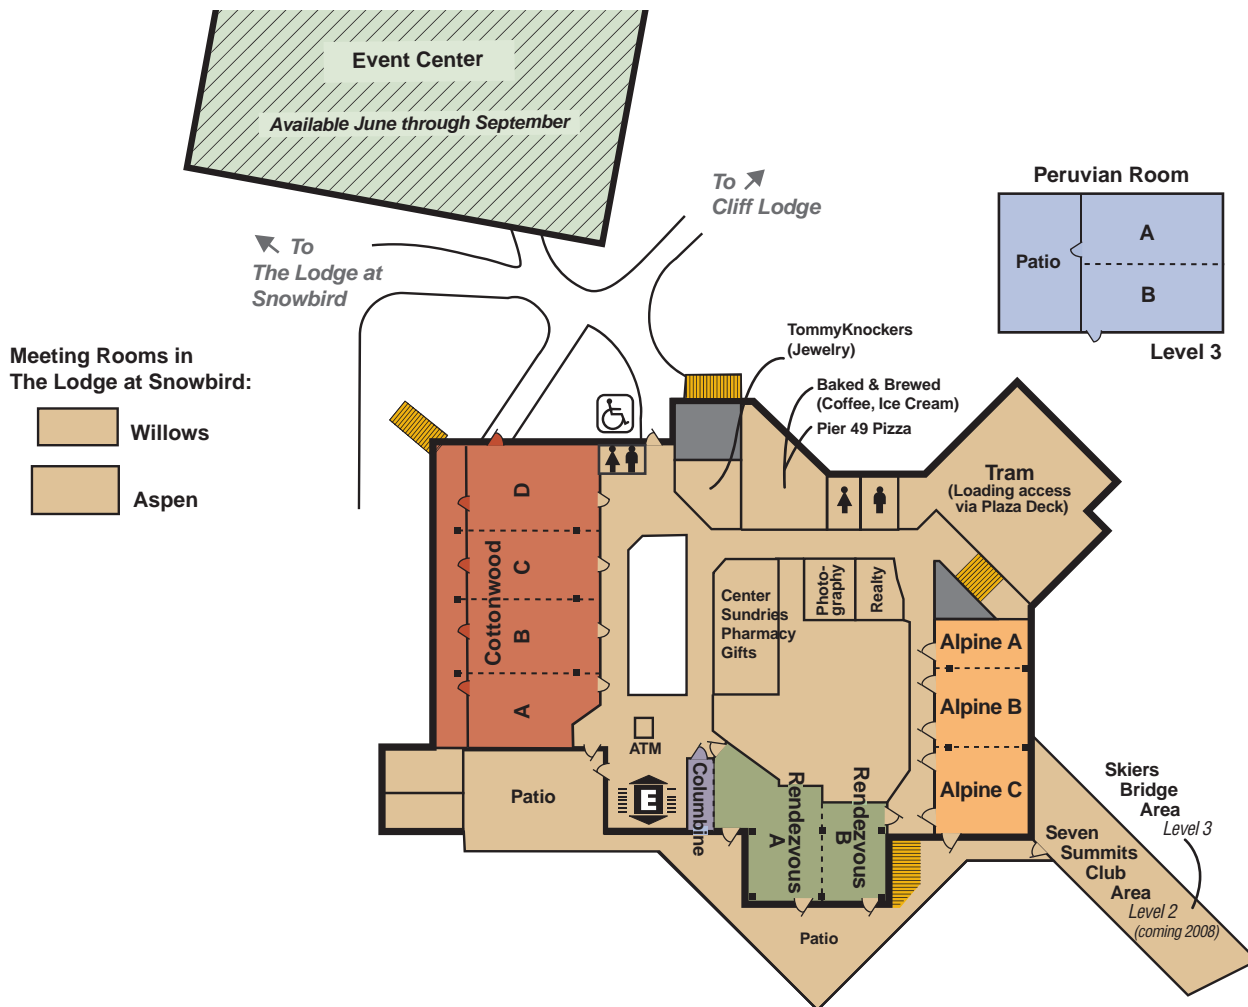 Event Center
Available June through September
To
Cliff Lodge
To
The Lodge at
Snowbird
Peruvian Room
Patio
A
B
Level 3
Meeting Rooms in
The Lodge at Snowbird:
Willows
Aspen
TommyKnockers
(Jewelry)
Baked & Brewed
(Coffee, Ice Cream)
Pier 49 Pizza
Tram
(Loading access
via Plaza Deck)
Cottonwood
D
C
B
A
Center
Sundries
Pharmacy
Gifts
Photo-
graphy
Realty
Alpine A
Alpine B
Alpine C
ATM
E
Patio
Columbine
Rendezvous
A
Rendezvous
B
Patio
Skiers
Bridge
Area
Level 3
Seven
Summits
Club
Area
Level 2
(coming 2008)